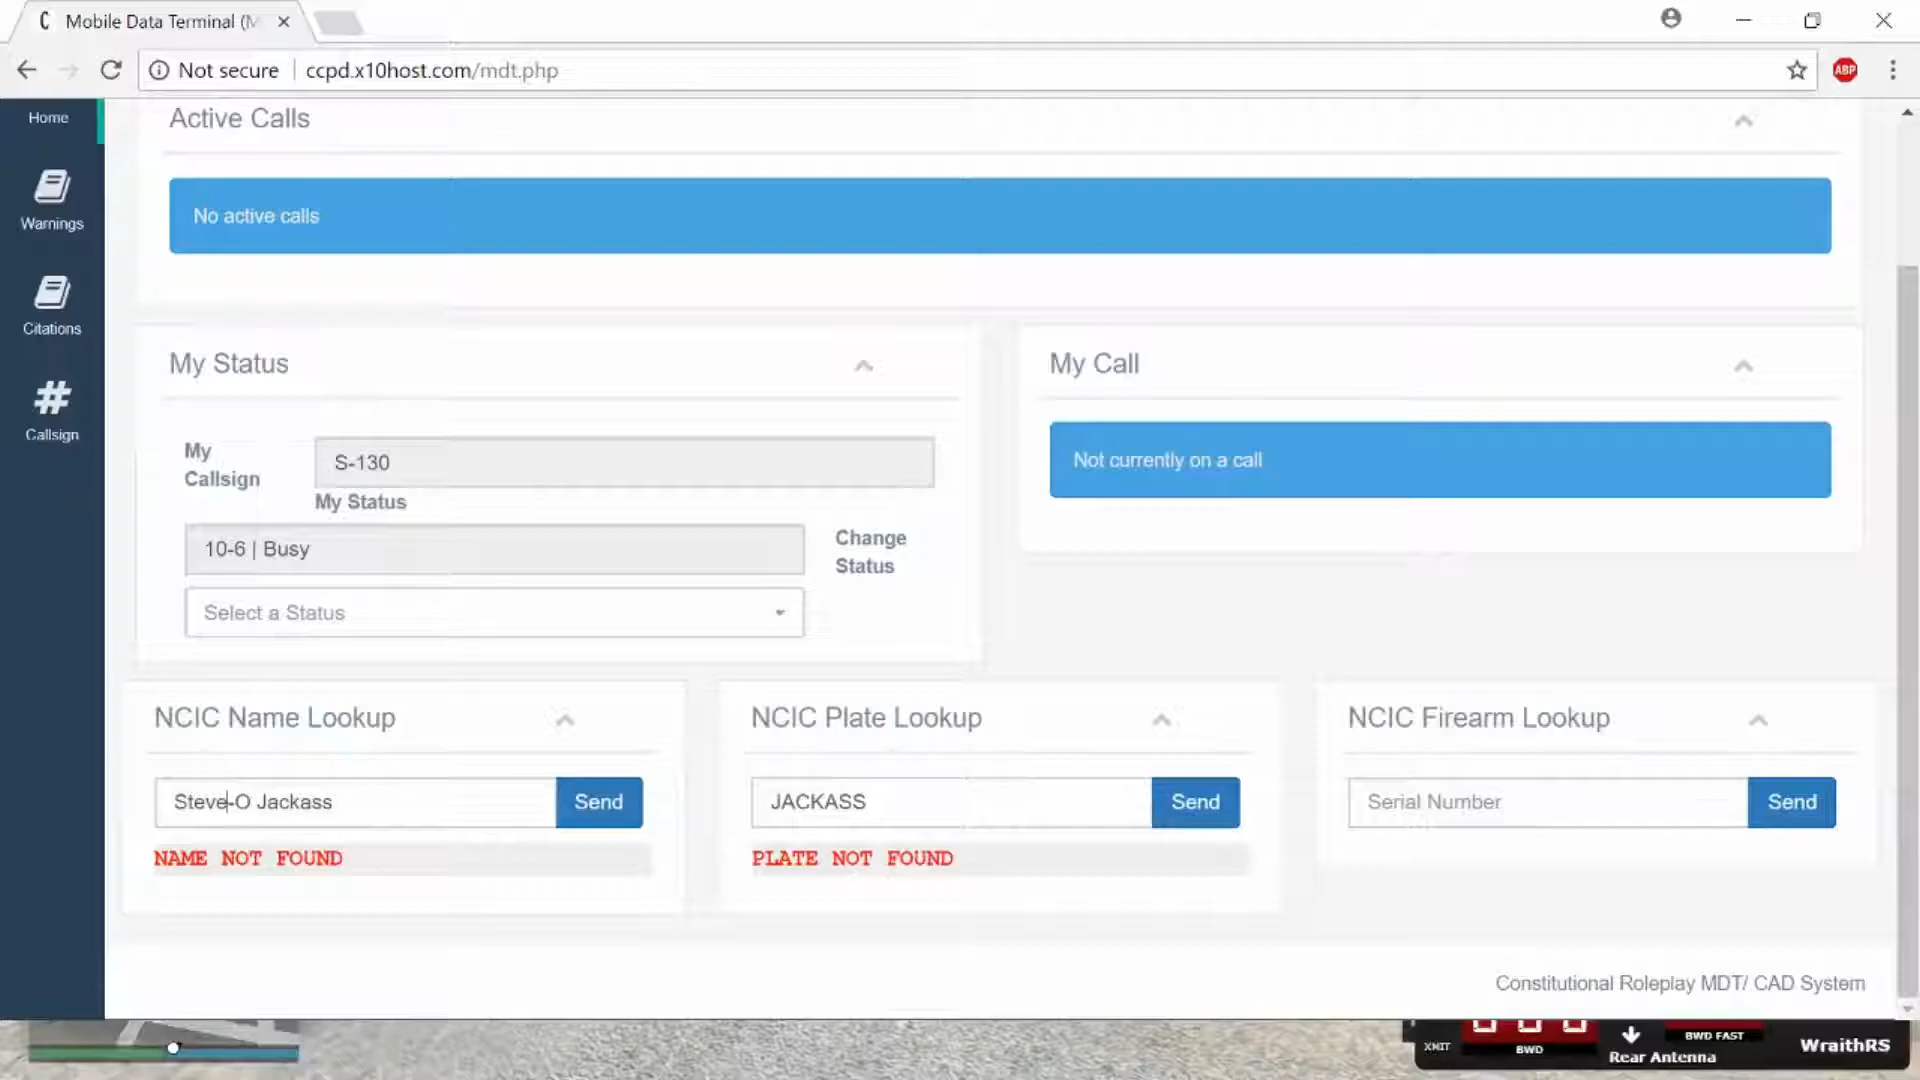 Mobile Data Terminal (M
Not secure
ccpd.x10host.com/mdt.php
ABP
Home
Warnings
Citations
Callsign
Active Calls
No active calls
My Status
My Callsign
S-130
My Status
10-6 | Busy
Change Status
Select a Status
My Call
Not currently on a call
NCIC Name Lookup
Steve-O Jackass
Send
NAME NOT FOUND
NCIC Plate Lookup
JACKASS
Send
PLATE NOT FOUND
NCIC Firearm Lookup
Serial Number
Send
Constitutional Roleplay MDT/ CAD System
XMIT
BWD
Rear Antenna
BWD FAST
WraithRS